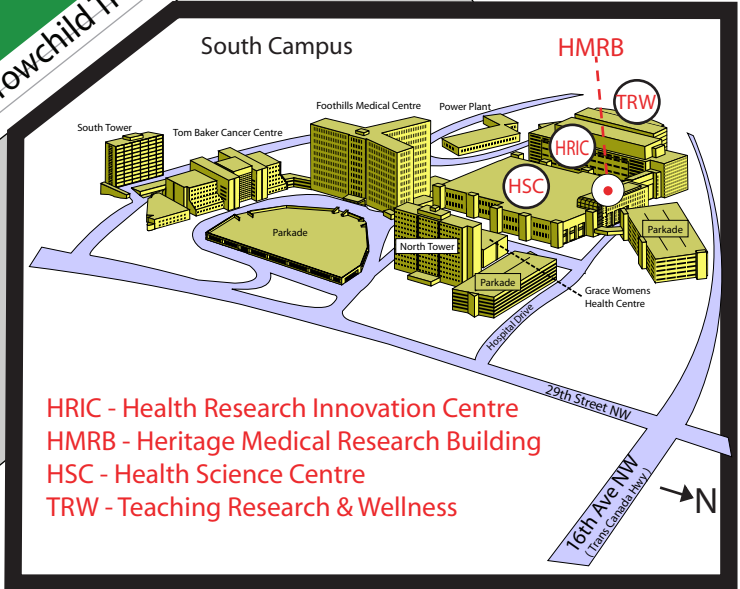 owchild Tr
South Campus
HMRB
TRW
HRIC
HSC
South Tower
Tom Baker Cancer Centre
Foothills Medical Centre
Power Plant
Parkade
North Tower
Parkade
Parkade
Grace Womens
Health Centre
Hospital Drive
29th Street NW
16th Ave NW
( Trans Canada Hwy )
N
HRIC - Health Research Innovation Centre
HMRB - Heritage Medical Research Building
HSC - Health Science Centre
TRW - Teaching Research & Wellness